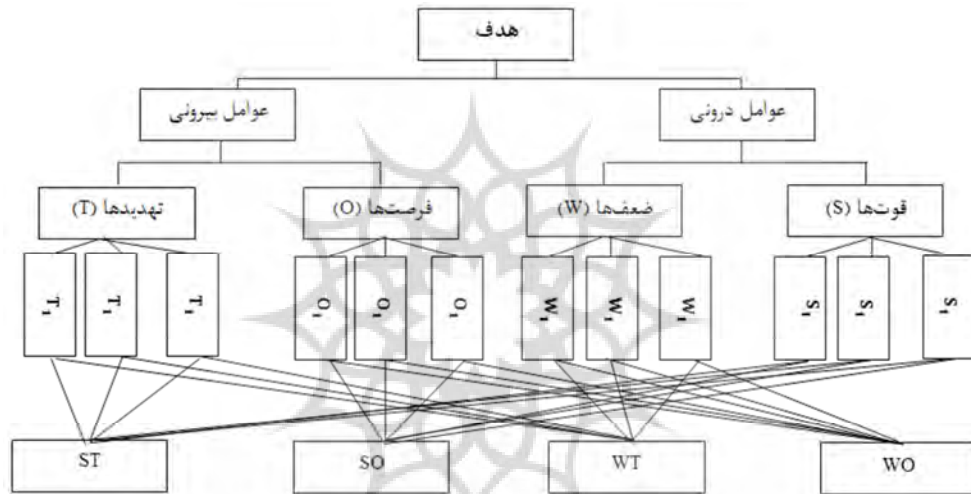 هدف
عوامل درونی
عوامل بیرونی
قوت‌ها (S)
ضعف‌ها (W)
فرصت‌ها (O)
تهدیدها (T)
S₁
S₁
S₁
W₁
W₁
W₁
O₁
O₁
O₁
T₁
T₁
T₁
WO
WT
SO
ST